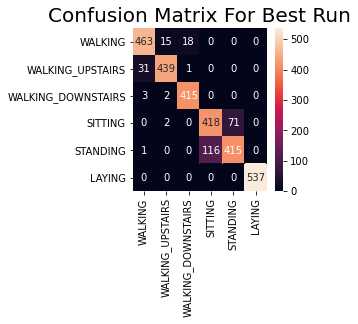 Confusion Matrix For Best Run
WALKING 463 15 18 0 0 0
WALKING_UPSTAIRS 31 439 1 0 0 0
WALKING_DOWNSTAIRS 3 2 415 0 0 0
SITTING 0 2 0 418 71 0
STANDING 1 0 0 116 415 0
LAYING 0 0 0 0 0 537
WALKING
WALKING_UPSTAIRS
WALKING_DOWNSTAIRS
SITTING
STANDING
LAYING
500
400
300
200
100
0